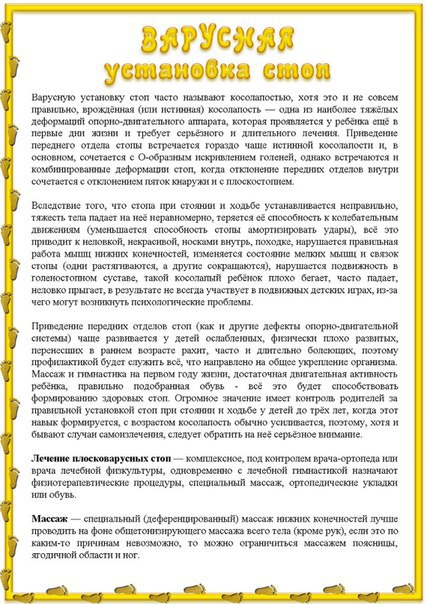 ВАРУСНАЯ
установка стоп
Варусную установку стоп часто называют косолапостью, хотя это и не совсем
правильно, врождённая (или истинная) косолапость — одна из наиболее тяжёлых
деформаций опорно-двигательного аппарата, которая проявляется у ребёнка ещё в
первые дни жизни и требует серьёзного и длительного лечения. Приведение
переднего отдела стопы встречается гораздо чаще истинной косолапости и, в
основном, сочетается с О-образным искривлением голеней, однако встречаются и
комбинированные деформации стоп, когда отклонение передних отделов внутри
сочетается с отклонением пяток кнаружи и с плоскостопием.
Вследствие того, что стопа при стоянии и ходьбе устанавливается неправильно,
тяжесть тела падает на неё неравномерно, теряется её способность к колебательным
движениям (уменьшается способность стопы амортизировать удары), всё это
приводит к неловкой, некрасивой, носками внутрь, походке, нарушается правильная
работа мышц нижних конечностей, изменяется состояние мелких мышц и связок
стопы (одни растягиваются, а другие сокращаются), нарушается подвижность в
голеностопном суставе, такой косолапый ребёнок плохо бегает, часто падает,
неловко прыгает, в результате не всегда участвует в подвижных детских играх, из-за
чего могут возникнуть психологические проблемы.
Приведение передних отделов стоп (как и другие дефекты опорно-двигательной
системы) чаще развивается у детей ослабленных, физически плохо развитых,
перенесших в раннем возрасте рахит, часто и длительно болеющих, поэтому
профилактикой будет служить всё, что направлено на общее укрепление организма.
Массаж и гимнастика на первом году жизни, достаточная двигательная активность
ребёнка, правильно подобранная обувь - всё это будет способствовать
формированию здоровых стоп. Огромное значение имеет контроль родителей за
правильной установкой стоп при стоянии и ходьбе у детей до трёх лет, когда этот
навык формируется, с возрастом косолапость обычно усиливается, поэтому, хотя и
бывают случаи самоизлечения, следует обратить на неё серьёзное внимание.
Лечение плосковарусных стоп — комплексное, под контролем врача-ортопеда или
врача лечебной физкультуры, одновременно с лечебной гимнастикой назначают
физиотерапевтические процедуры, специальный массаж, ортопедические укладки
или обувь.
Массаж — специальный (деференцированный) массаж нижних конечностей лучше
проводить на фоне общетонизирующего массажа всего тела (кроме рук), если это по
каким-то причинам невозможно, то можно ограничиться массажем поясницы,
ягодичной области и ног.